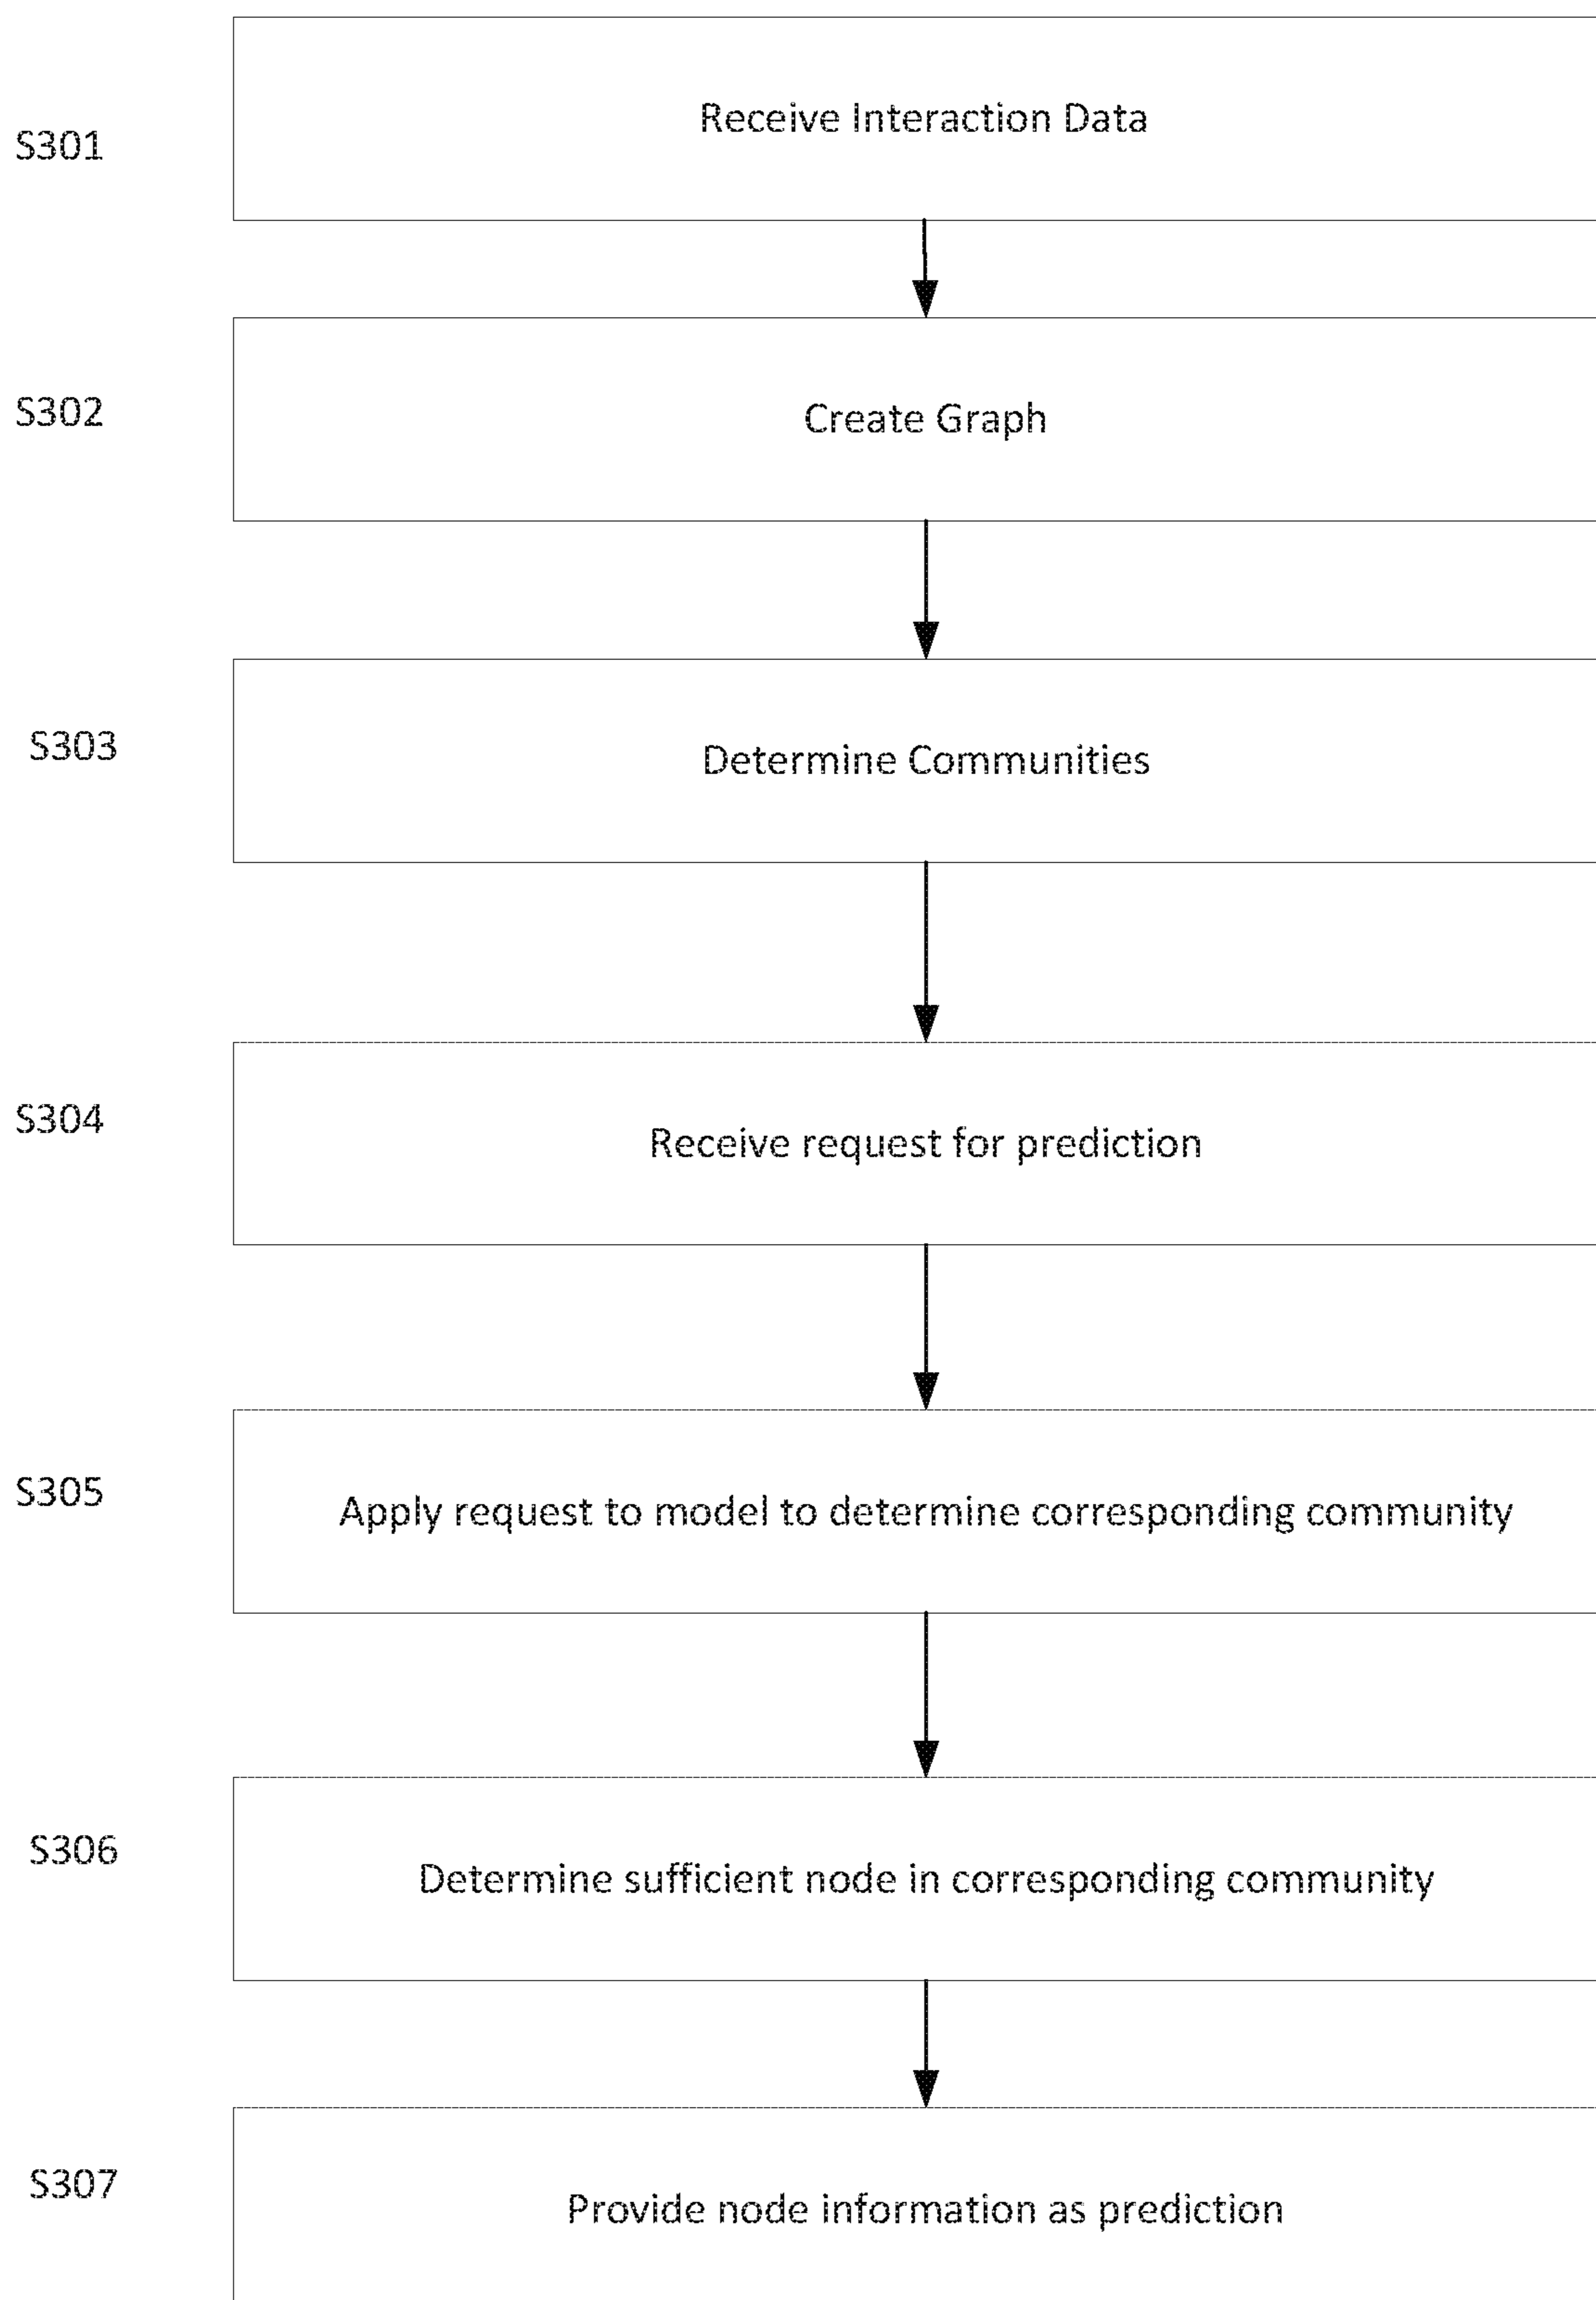 Receive Interaction Data
S301
Create Graph
S302
Determine Communities
S303
Receive request for prediction
S304
Apply request to model to determine corresponding community
S305
Determine sufficient node in corresponding community
S306
Provide node information as prediction
S307